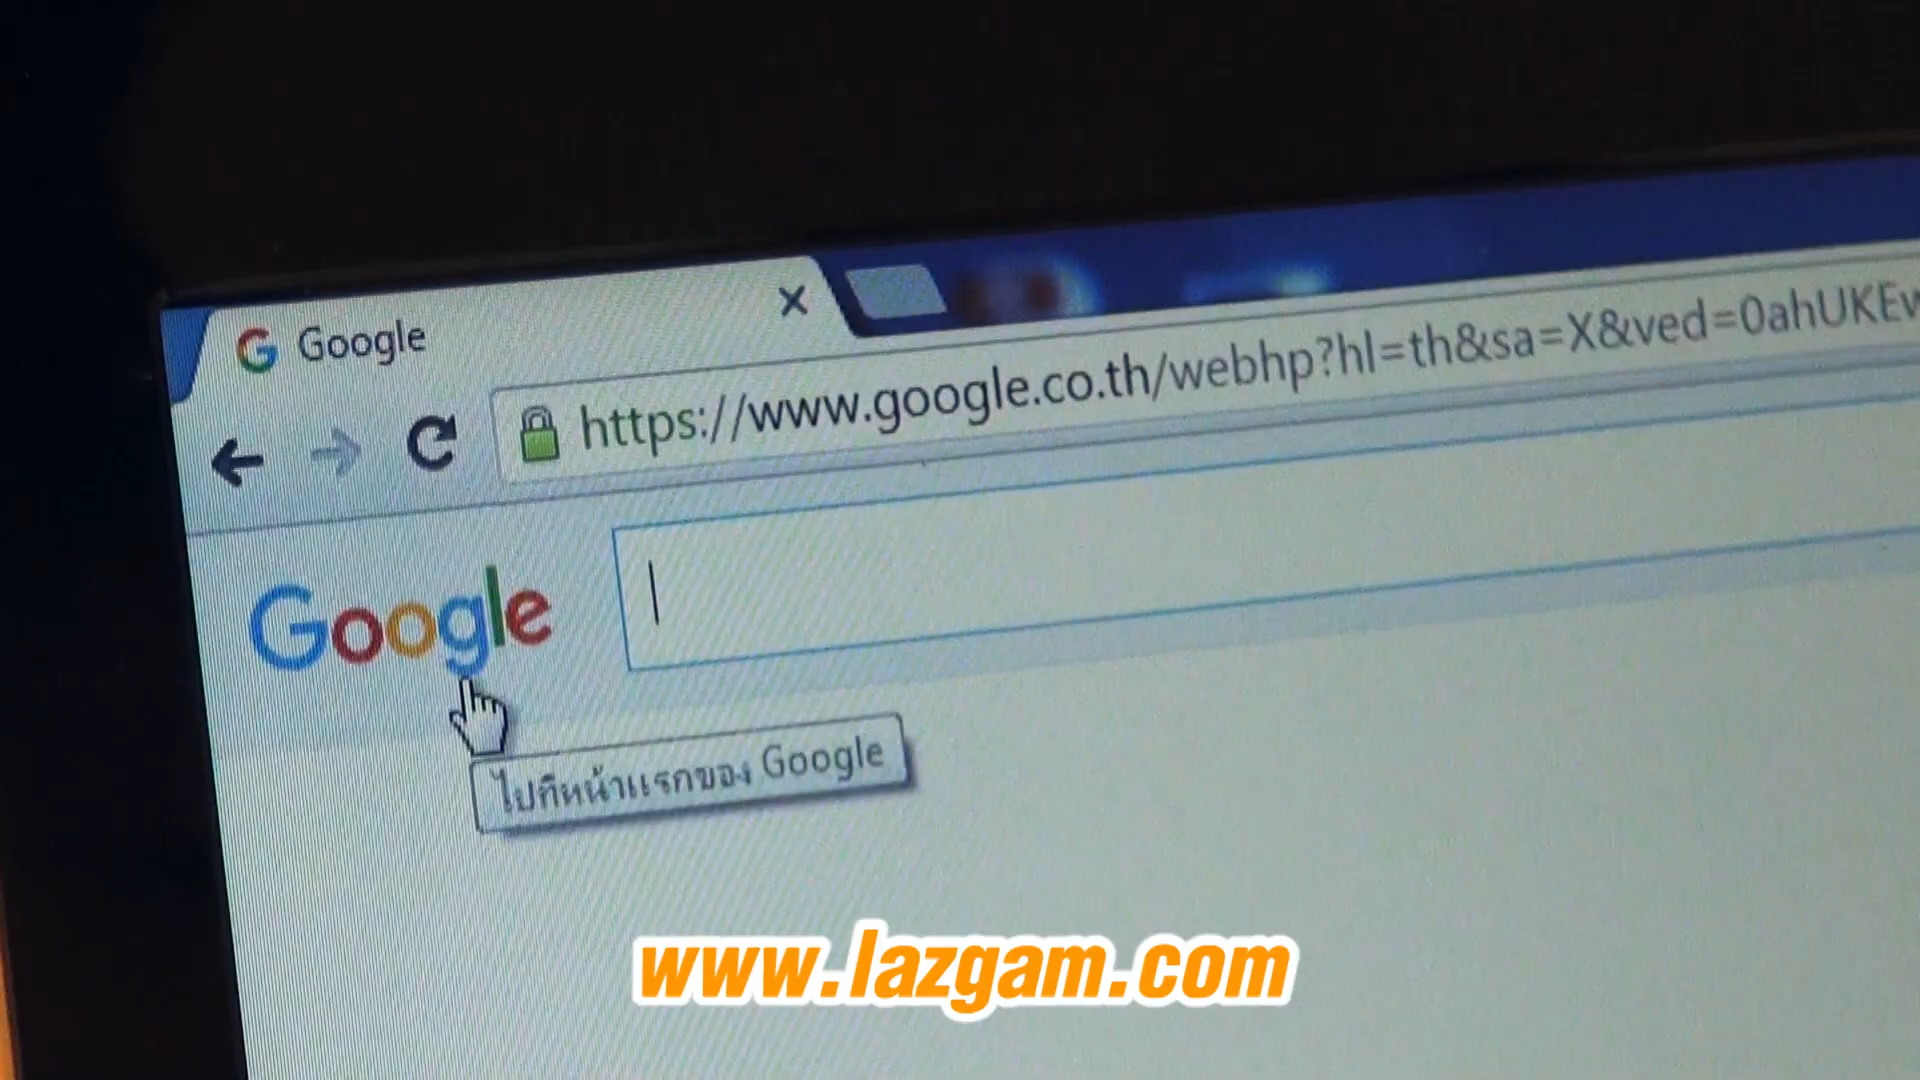 Google
https://www.google.co.th/webhp?hl=th&sa=X&ved=0ahUKEw
Google
ไปที่หน้าแรกของ Google
www.lazgam.com